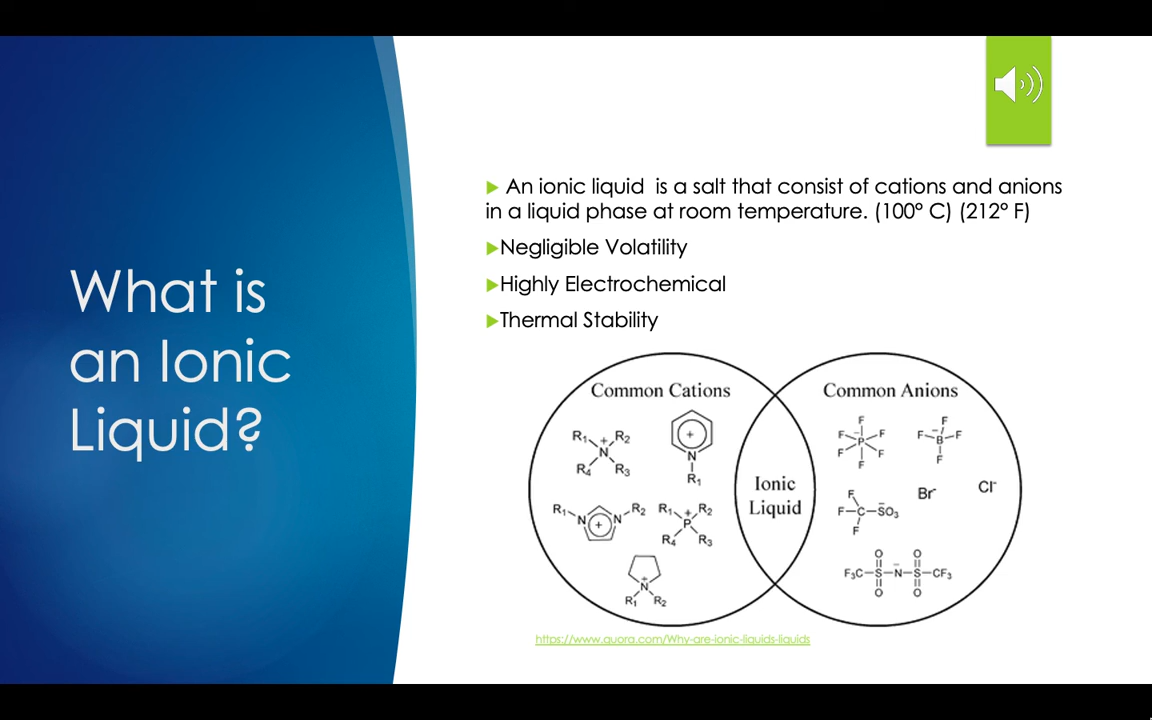 What is
an Ionic
Liquid?
An ionic liquid  is a salt that consist of cations and anions
in a liquid phase at room temperature. (100° C) (212° F)
Negligible Volatility
Highly Electrochemical
Thermal Stability
Common Cations
R₁ + R₂
N
R₄ R₃
+
N
R₁
R₁ N + N R₂
R₁ + R₂
P
R₄ R₃
+
N
R₁ R₂
Ionic
Liquid
Common Anions
F
F - F
P
F F
F
F
F - B F
F
F
F C S̄O₃
F
Br⁻
Cl⁻
O O
F₃C S N⁻ S CF₃
O O
https://www.quora.com/Why-are-ionic-liquids-liquids